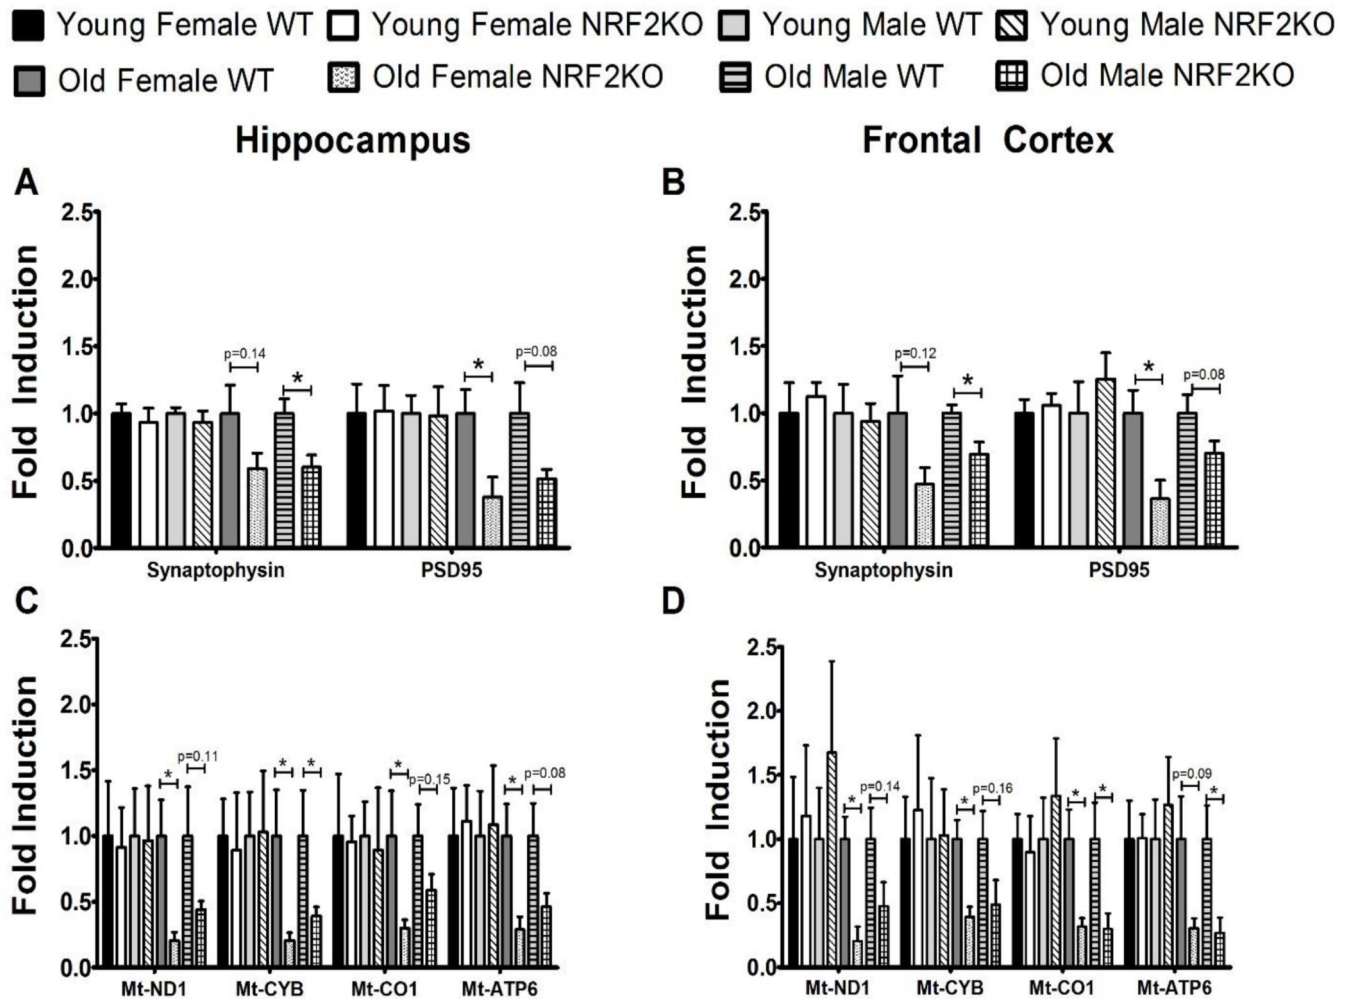 Young Female WT Young Female NRF2KO Young Male WT Young Male NRF2KO
Old Female WT Old Female NRF2KO Old Male WT Old Male NRF2KO
Hippocampus Frontal Cortex
A
Fold Induction
2.5
2.0
1.5
1.0
0.5
0.0
p=0.14 * * p=0.08
Synaptophysin PSD95
B
Fold Induction
2.5
2.0
1.5
1.0
0.5
0.0
p=0.12 * * p=0.08
Synaptophysin PSD95
C
Fold Induction
2.5
2.0
1.5
1.0
0.5
0.0
* p=0.11 * * * p=0.15 * p=0.08
Mt-ND1 Mt-CYB Mt-CO1 Mt-ATP6
D
Fold Induction
2.5
2.0
1.5
1.0
0.5
0.0
* p=0.14 * p=0.16 * * p=0.09 *
Mt-ND1 Mt-CYB Mt-CO1 Mt-ATP6